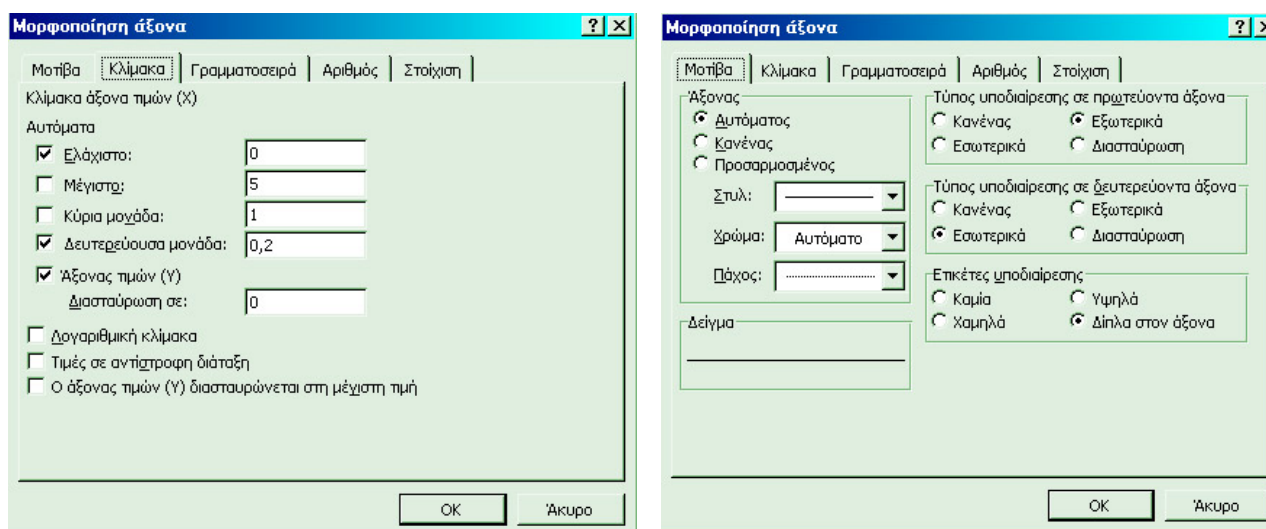 Μορφοποίηση άξονα
Μοτίβα Κλίμακα Γραμματοσειρά Αριθμός Στοίχιση
Κλίμακα άξονα τιμών (Χ)
Αυτόματα
Ελάχιστο: 0
Μέγιστο: 5
Κύρια μονάδα: 1
Δευτερεύουσα μονάδα: 0,2
Άξονας τιμών (Υ)
Διασταύρωση σε: 0
Λογαριθμική κλίμακα
Τιμές σε αντίστροφη διάταξη
Ο άξονας τιμών (Υ) διασταυρώνεται στη μέγιστη τιμή
OK Άκυρο
Μορφοποίηση άξονα
Μοτίβα Κλίμακα Γραμματοσειρά Αριθμός Στοίχιση
Άξονας
Αυτόματος
Κανένας
Προσαρμοσμένος
Στυλ:
Χρώμα: Αυτόματο
Πάχος:
Δείγμα
Τύπος υποδιαίρεσης σε πρωτεύοντα άξονα
Κανένας Εξωτερικά
Εσωτερικά Διασταύρωση
Τύπος υποδιαίρεσης σε δευτερεύοντα άξονα
Κανένας Εξωτερικά
Εσωτερικά Διασταύρωση
Ετικέτες υποδιαίρεσης
Καμία Υψηλά
Χαμηλά Δίπλα στον άξονα
OK Άκυρο